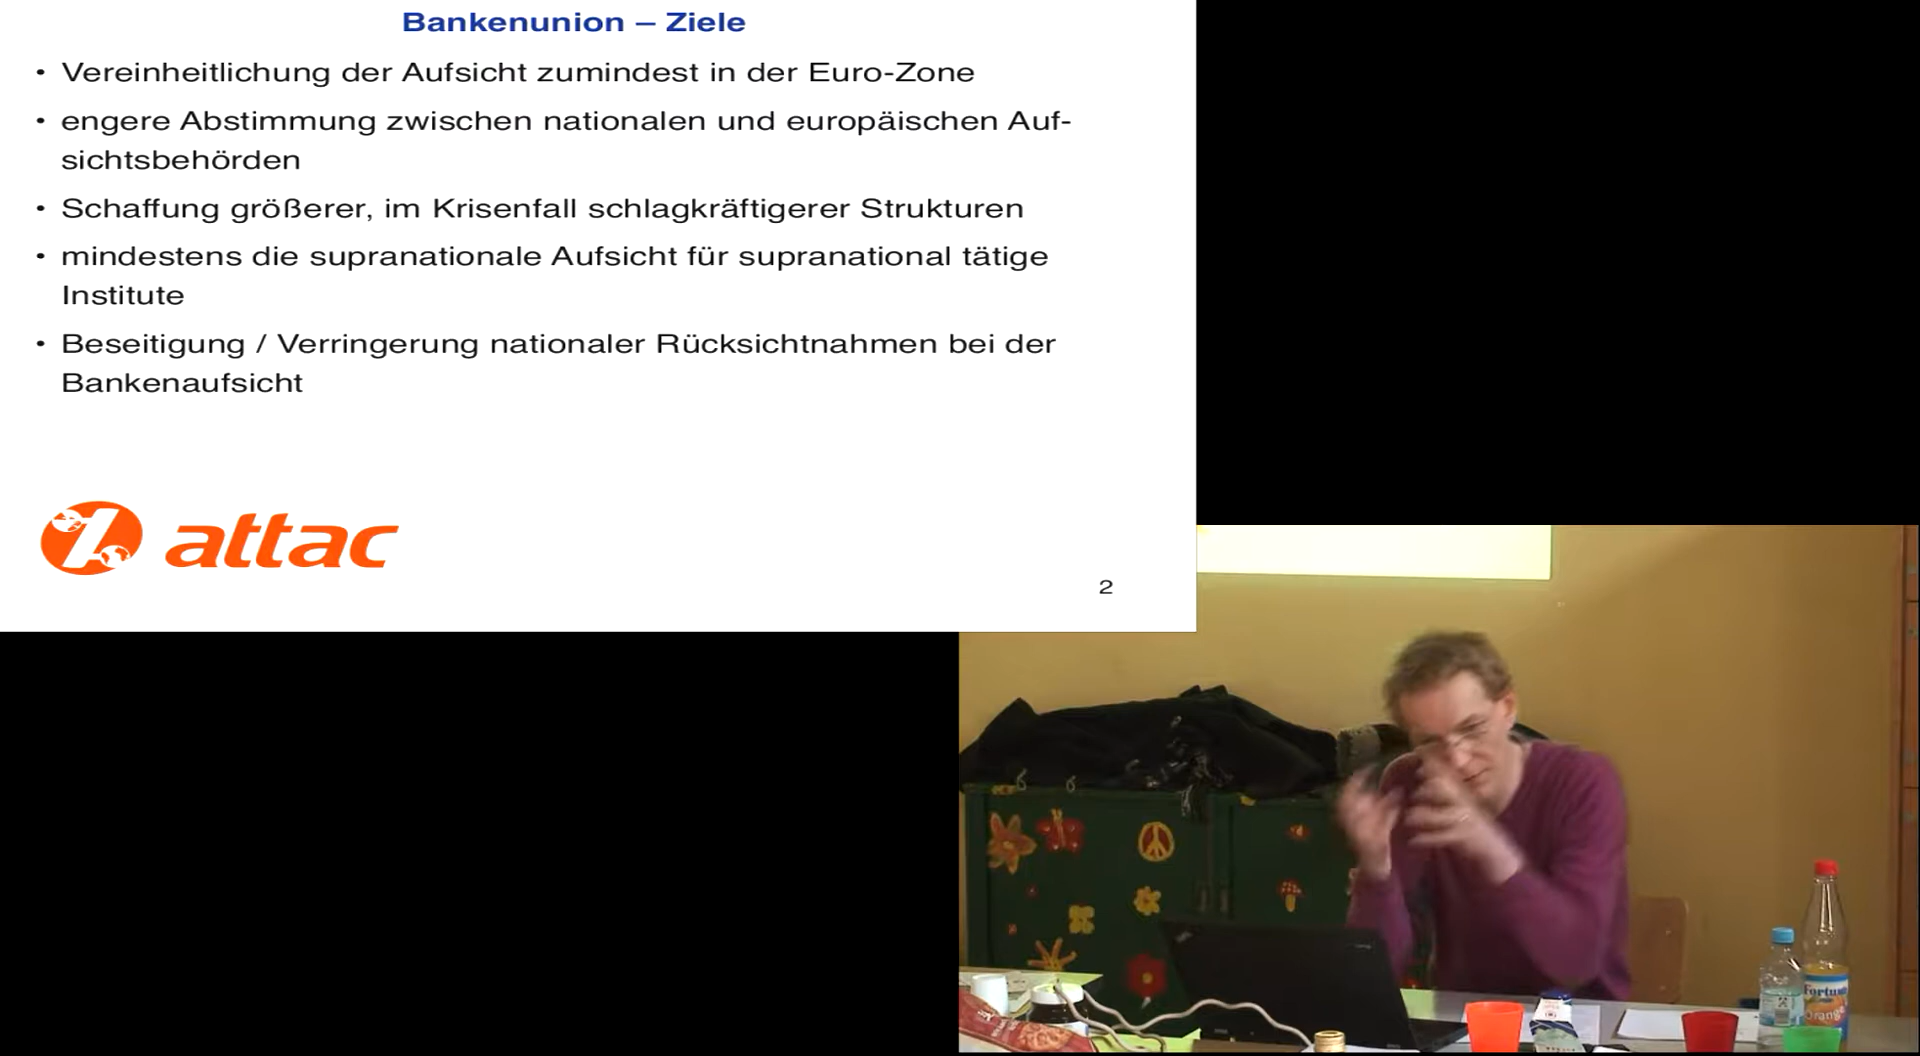 Bankenunion – Ziele
• Vereinheitlichung der Aufsicht zumindest in der Euro-Zone
• engere Abstimmung zwischen nationalen und europäischen Auf-
sichtsbehörden
• Schaffung größerer, im Krisenfall schlagkräftigerer Strukturen
• mindestens die supranationale Aufsicht für supranational tätige
Institute
• Beseitigung / Verringerung nationaler Rücksichtnahmen bei der
Bankenaufsicht
attac
2
Orange